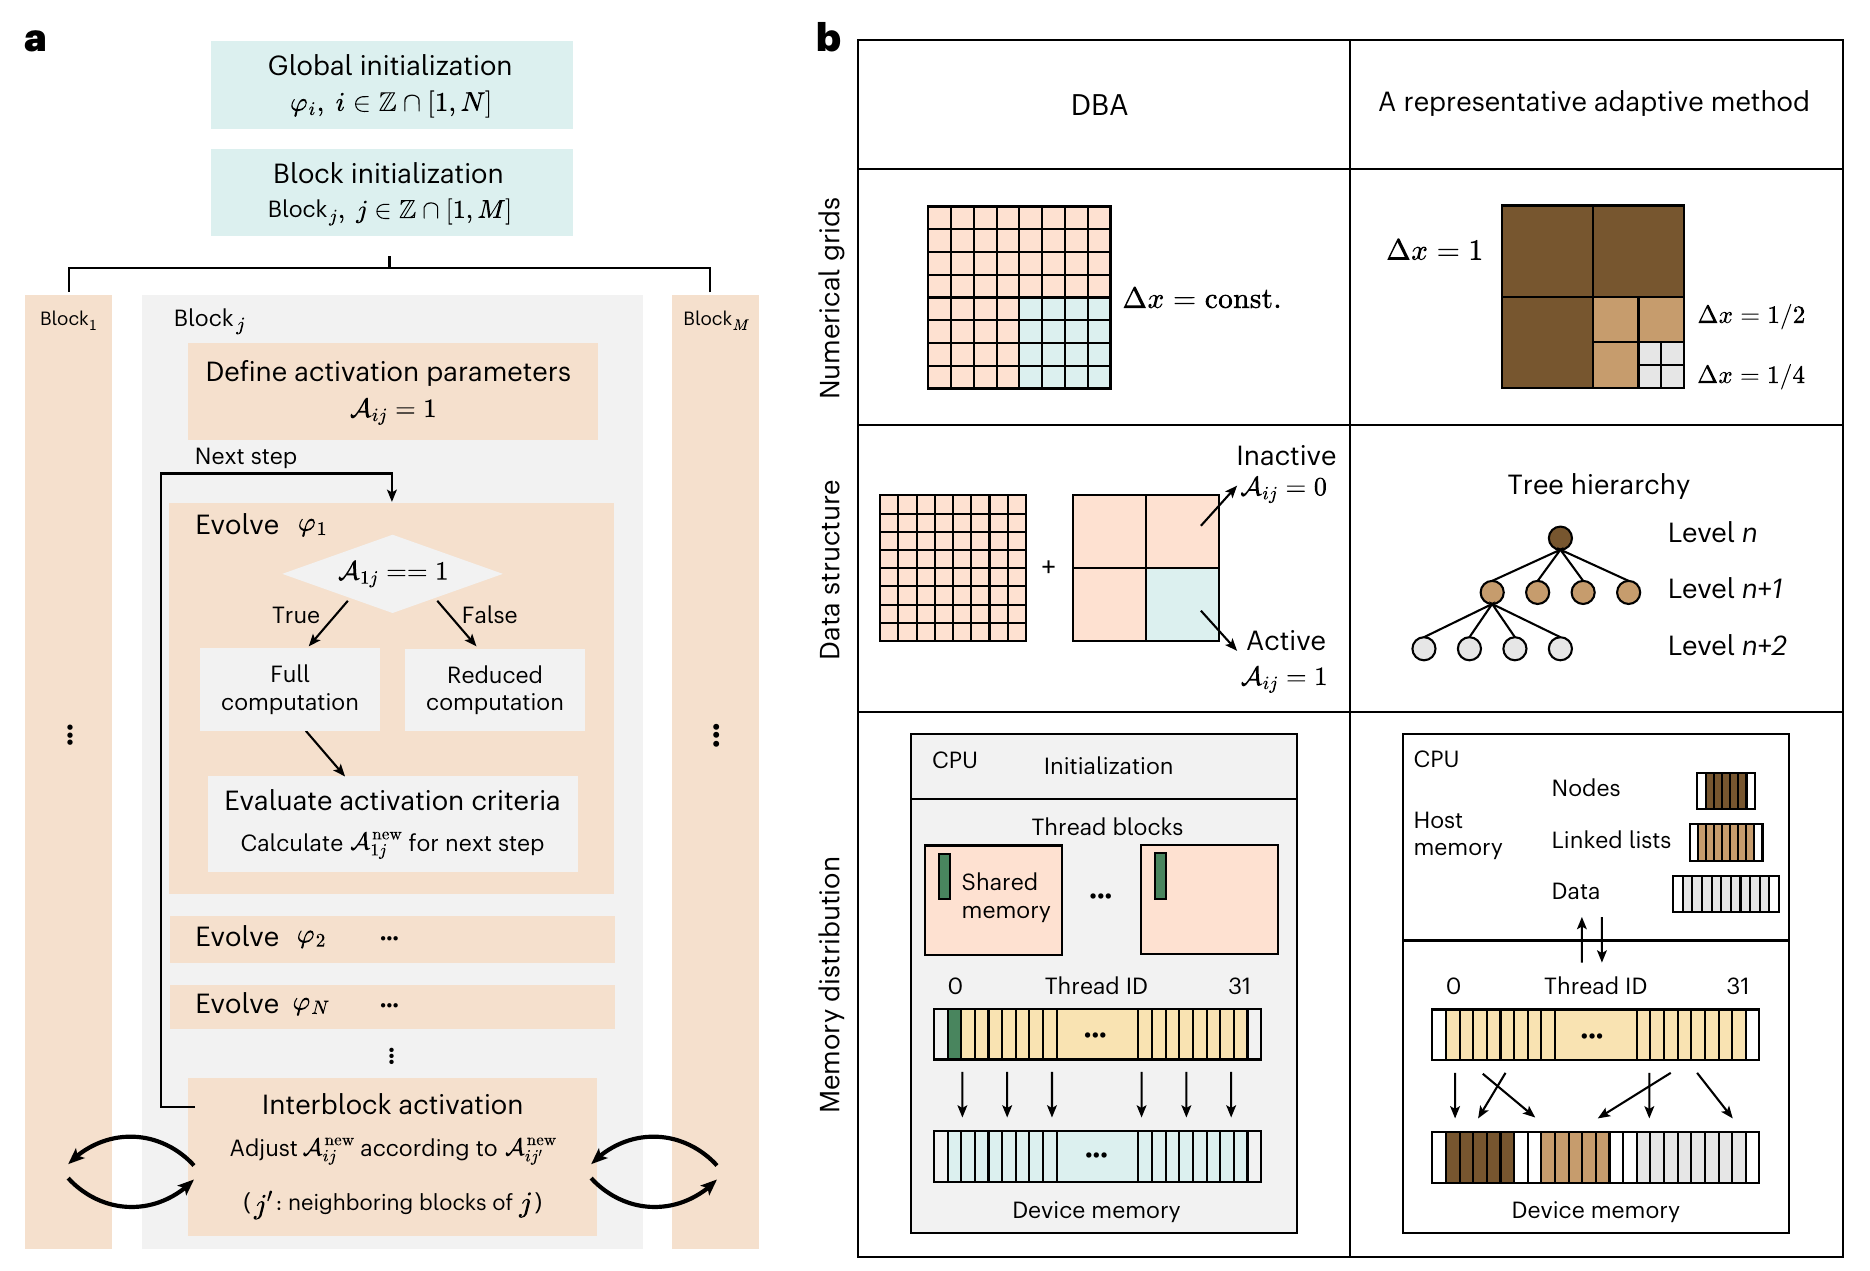 a
Global initialization
φ_i, i ∈ ℤ ∩ [1, N]
Block initialization
Block_j, j ∈ ℤ ∩ [1, M]
Block_1
Block_j
Block_M
Define activation parameters
𝒜_ij = 1
Next step
Evolve φ_1
𝒜_1j == 1
True
False
Full
computation
Reduced
computation
Evaluate activation criteria
Calculate 𝒜_1j^new for next step
Evolve φ_2 ...
Evolve φ_N ...
Interblock activation
Adjust 𝒜_ij^new according to 𝒜_ij′^new
(j′: neighboring blocks of j)
b
DBA
A representative adaptive method
Numerical grids
Δx = const.
Δx = 1
Δx = 1/2
Δx = 1/4
Data structure
+
Inactive
𝒜_ij = 0
Active
𝒜_ij = 1
Tree hierarchy
Level n
Level n+1
Level n+2
Memory distribution
CPU
Initialization
Thread blocks
Shared
memory
...
0 Thread ID 31
...
...
Device memory
CPU
Host
memory
Nodes
Linked lists
Data
0 Thread ID 31
...
Device memory